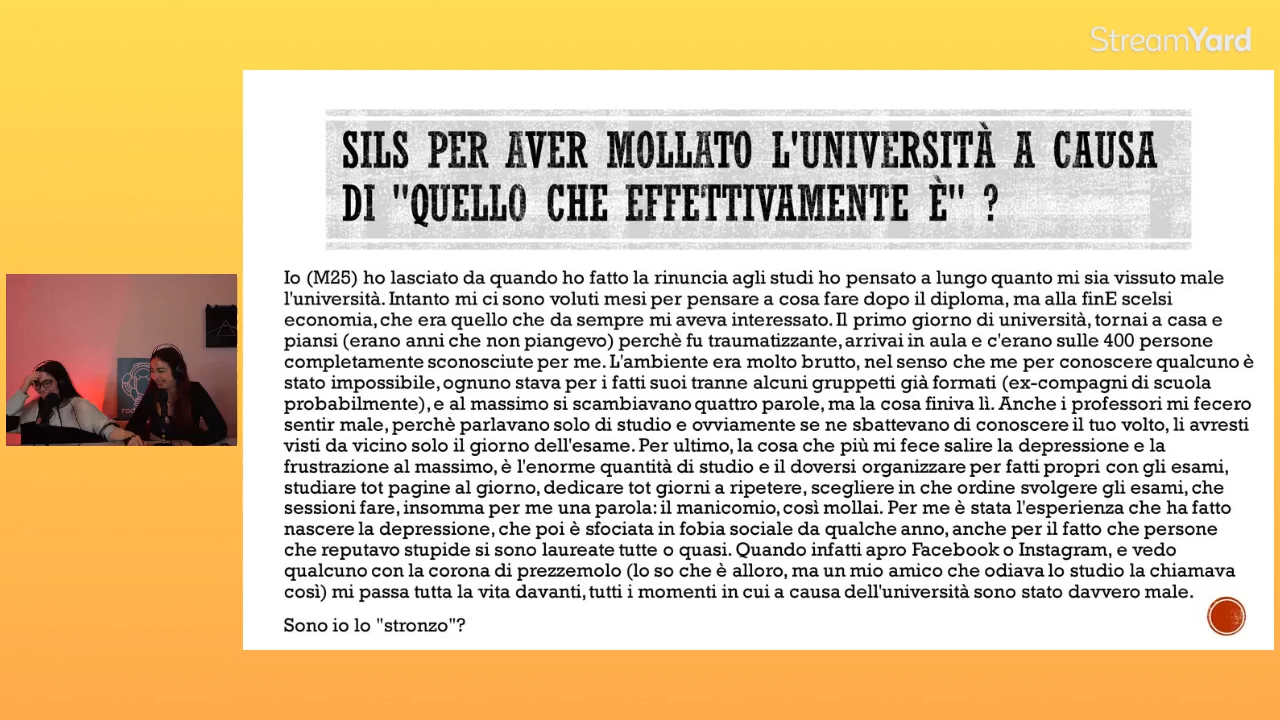 StreamYard
SILS PER AVER MOLLATO L'UNIVERSITÀ A CAUSA
DI "QUELLO CHE EFFETTIVAMENTE È" ?
Io (M25) ho lasciato da quando ho fatto la rinuncia agli studi ho pensato a lungo quanto mi sia vissuto male
l'università. Intanto mi ci sono voluti mesi per pensare a cosa fare dopo il diploma, ma alla finE scelsi
economia, che era quello che da sempre mi aveva interessato. Il primo giorno di università, tornai a casa e
piansi (erano anni che non piangevo) perchè fu traumatizzante, arrivai in aula e c'erano sulle 400 persone
completamente sconosciute per me. L'ambiente era molto brutto, nel senso che me per conoscere qualcuno è
stato impossibile, ognuno stava per i fatti suoi tranne alcuni gruppetti già formati (ex-compagni di scuola
probabilmente), e al massimo si scambiavano quattro parole, ma la cosa finiva lì. Anche i professori mi fecero
sentir male, perchè parlavano solo di studio e ovviamente se ne sbattevano di conoscere il tuo volto, li avresti
visti da vicino solo il giorno dell'esame. Per ultimo, la cosa che più mi fece salire la depressione e la
frustrazione al massimo, è l'enorme quantità di studio e il doversi organizzare per fatti propri con gli esami,
studiare tot pagine al giorno, dedicare tot giorni a ripetere, scegliere in che ordine svolgere gli esami, che
sessioni fare, insomma per me una parola: il manicomio, così mollai. Per me è stata l'esperienza che ha fatto
nascere la depressione, che poi è sfociata in fobia sociale da qualche anno, anche per il fatto che persone
che reputavo stupide si sono laureate tutte o quasi. Quando infatti apro Facebook o Instagram, e vedo
qualcuno con la corona di prezzemolo (lo so che è alloro, ma un mio amico che odiava lo studio la chiamava
così) mi passa tutta la vita davanti, tutti i momenti in cui a causa dell'università sono stato davvero male.
Sono io lo "stronzo"?